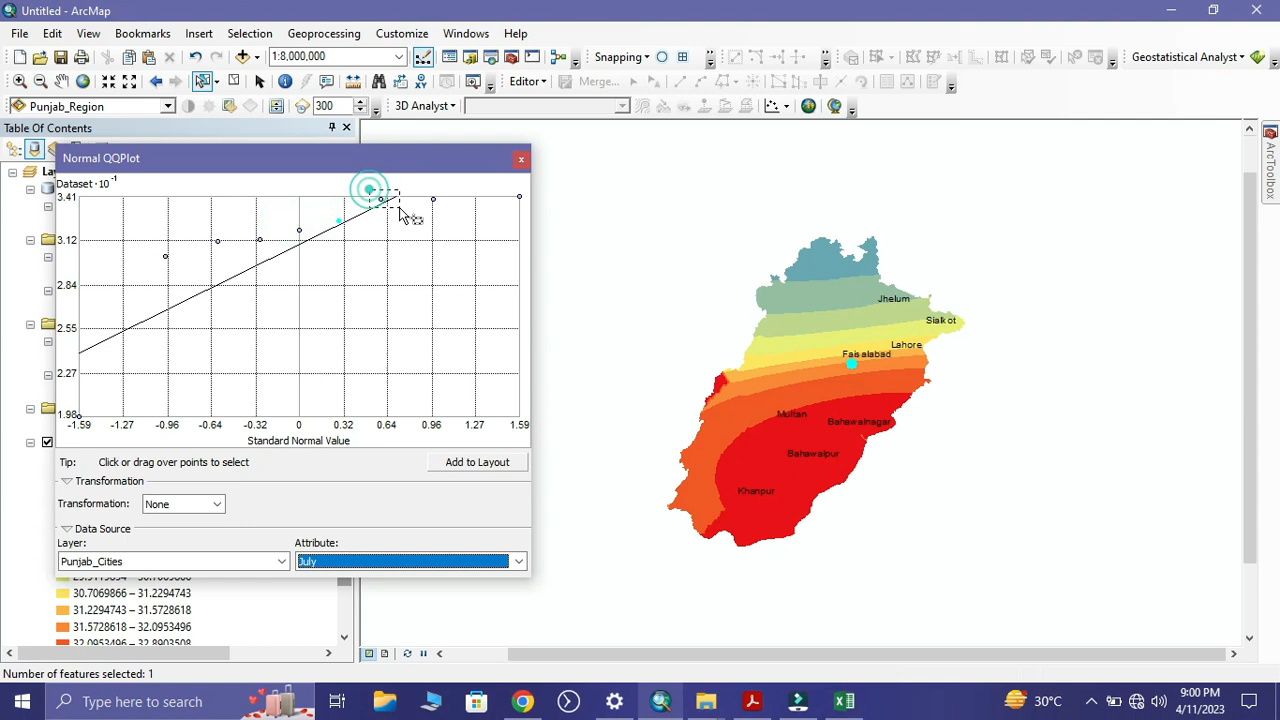 Untitled - ArcMap
File Edit View Bookmarks Insert Selection Geoprocessing Customize Windows Help
1:8,000,000 Snapping Geostatistical Analyst
Editor Merge...
Punjab_Region 300 3D Analyst
Table Of Contents
Normal QQPlot
Dataset · 10 -1
3.41
3.12
2.84
2.55
2.27
1.98
-1.59 -1.28 -0.96 -0.64 -0.32 0 0.32 0.64 0.96 1.28 1.59
Standard Normal Value
Tip: Click or drag over points to select Add to Layout
Transformation
Transformation: None
Data Source
Layer: Attribute:
Punjab_Cities July
30.7069866 – 31.2294743
31.2294743 – 31.5728618
31.5728618 – 32.0953496
32.0953496 – 32.8903508
Jhelum
Sialkot
Lahore
Faisalabad
Multan
Bahawalnagar
Bahawalpur
Khanpur
ArcToolbox
Number of features selected: 1
Type here to search
30°C
9:00 PM
4/11/2023